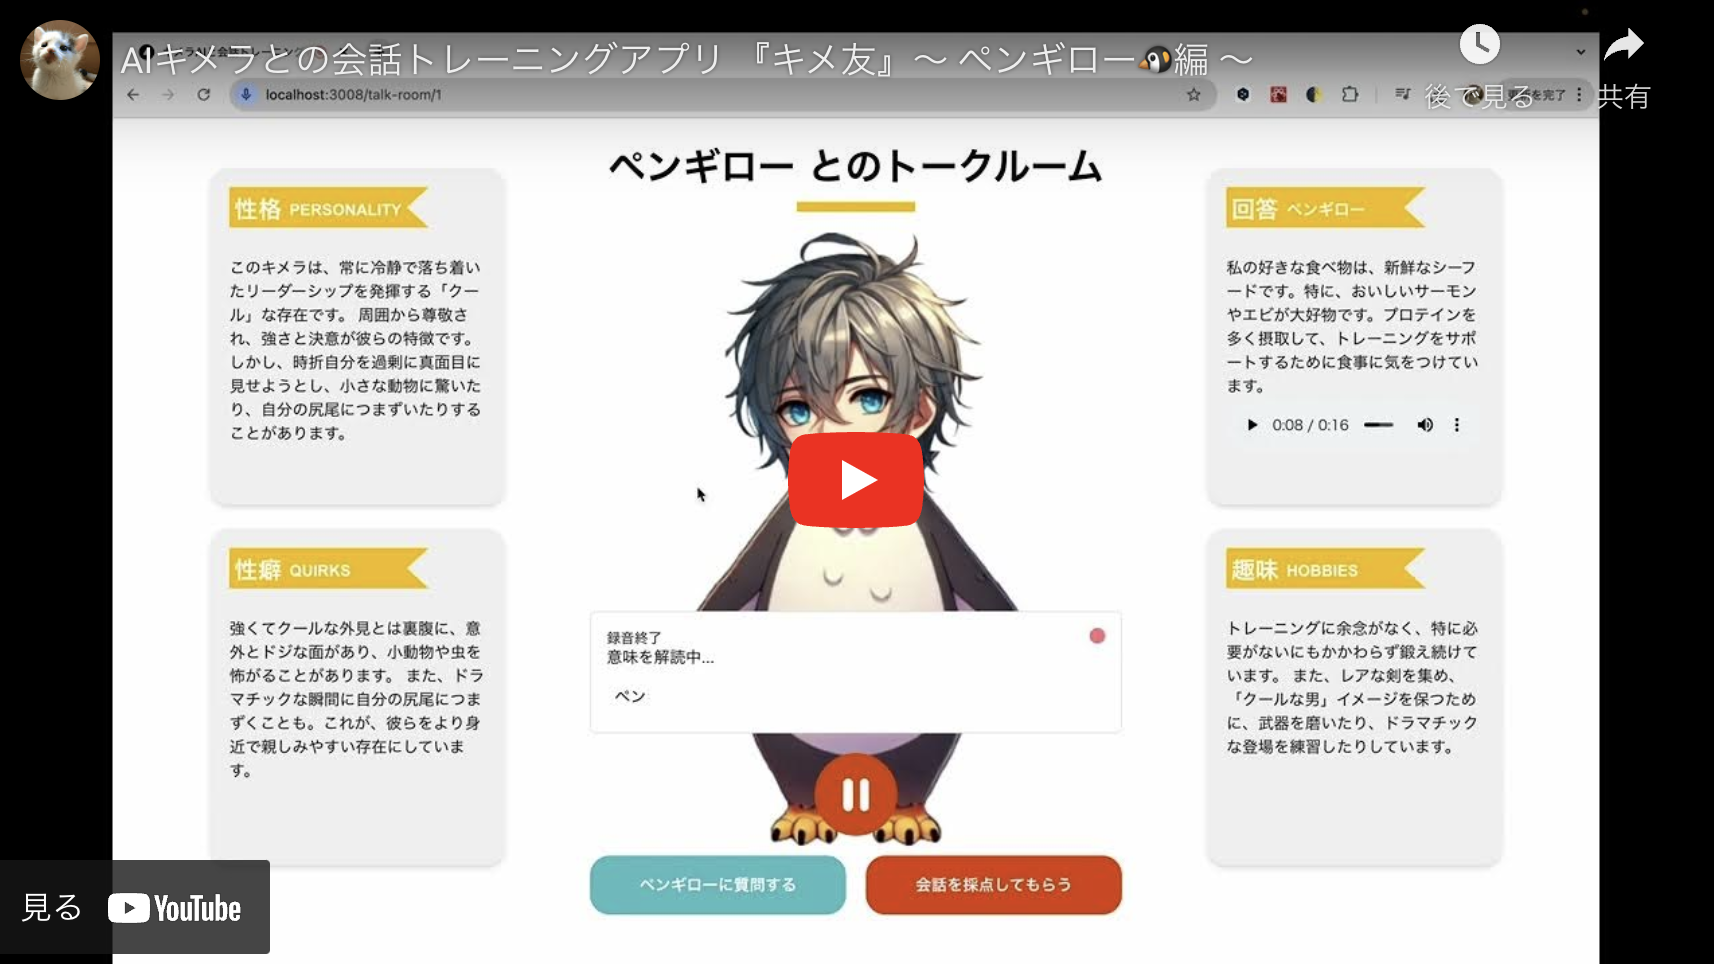 AIキメラとの会話トレーニングアプリ 『キメ友』〜 ペンギロー🐧編 〜
後で見る
共有
localhost:3008/talk-room/1
を完了
ペンギロー とのトークルーム
性格 PERSONALITY
このキメラは、常に冷静で落ち着い
たリーダーシップを発揮する「クー
ル」な存在です。 周囲から尊敬さ
れ、強さと決意が彼らの特徴です。
しかし、時折自分を過剰に真面目に
見せようとし、小さな動物に驚いた
り、自分の尻尾につまずいたりする
ことがあります。
性癖 QUIRKS
強くてクールな外見とは裏腹に、意
外とドジな面があり、小動物や虫を
怖がることがあります。 また、ドラ
マチックな瞬間に自分の尻尾につま
ずくことも。これが、彼らをより身
近で親しみやすい存在にしていま
す。
録音終了
意味を解読中...
ペン
ペンギローに質問する
会話を採点してもらう
回答 ペンギロー
私の好きな食べ物は、新鮮なシーフ
ードです。特に、おいしいサーモン
やエビが大好物です。プロテインを
多く摂取して、トレーニングをサポ
ートするために食事に気をつけてい
ます。
0:08 / 0:16
趣味 HOBBIES
トレーニングに余念がなく、特に必
要がないにもかかわらず鍛え続けて
います。 また、レアな剣を集め、
「クールな男」イメージを保つため
に、武器を磨いたり、ドラマチック
な登場を練習したりしています。
見る YouTube